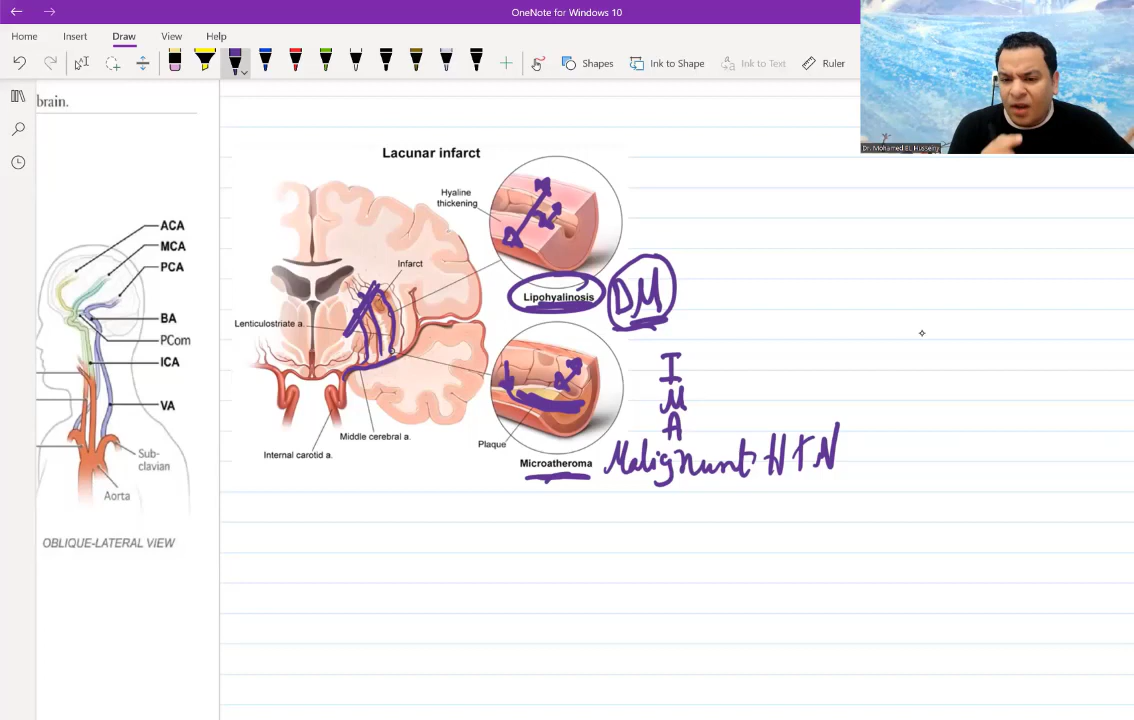 OneNote for Windows 10
Home Insert Draw View Help
Shapes Ink to Shape Ink to Text Ruler
brain.
Dr. Mohamed EL Husseiny
Lacunar infarct
Hyaline
thickening
Infarct
Lipohyalinosis
DM
Lenticulostriate a.
I
M
A
Malignunt HTN
Plaque
Microatheroma
Middle cerebral a.
Internal carotid a.
ACA
MCA
PCA
BA
PCom
ICA
VA
Sub-
clavian
Aorta
OBLIQUE-LATERAL VIEW